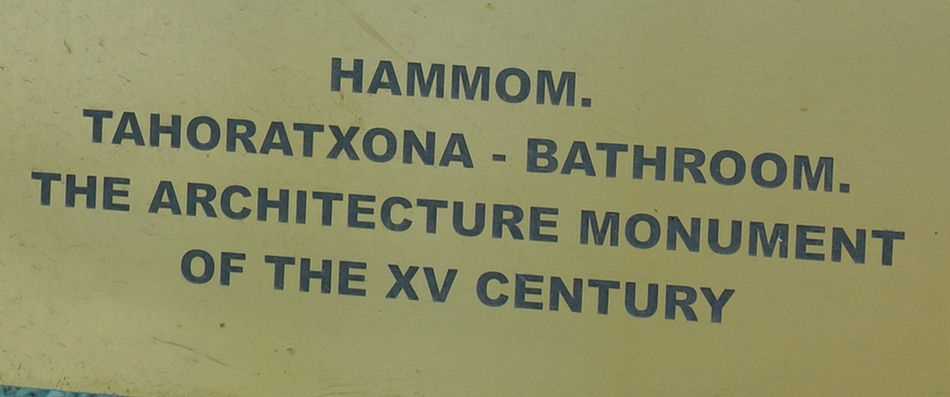 HAMMOM.
TAHORATXONA - BATHROOM.
THE ARCHITECTURE MONUMENT
OF THE XV CENTURY